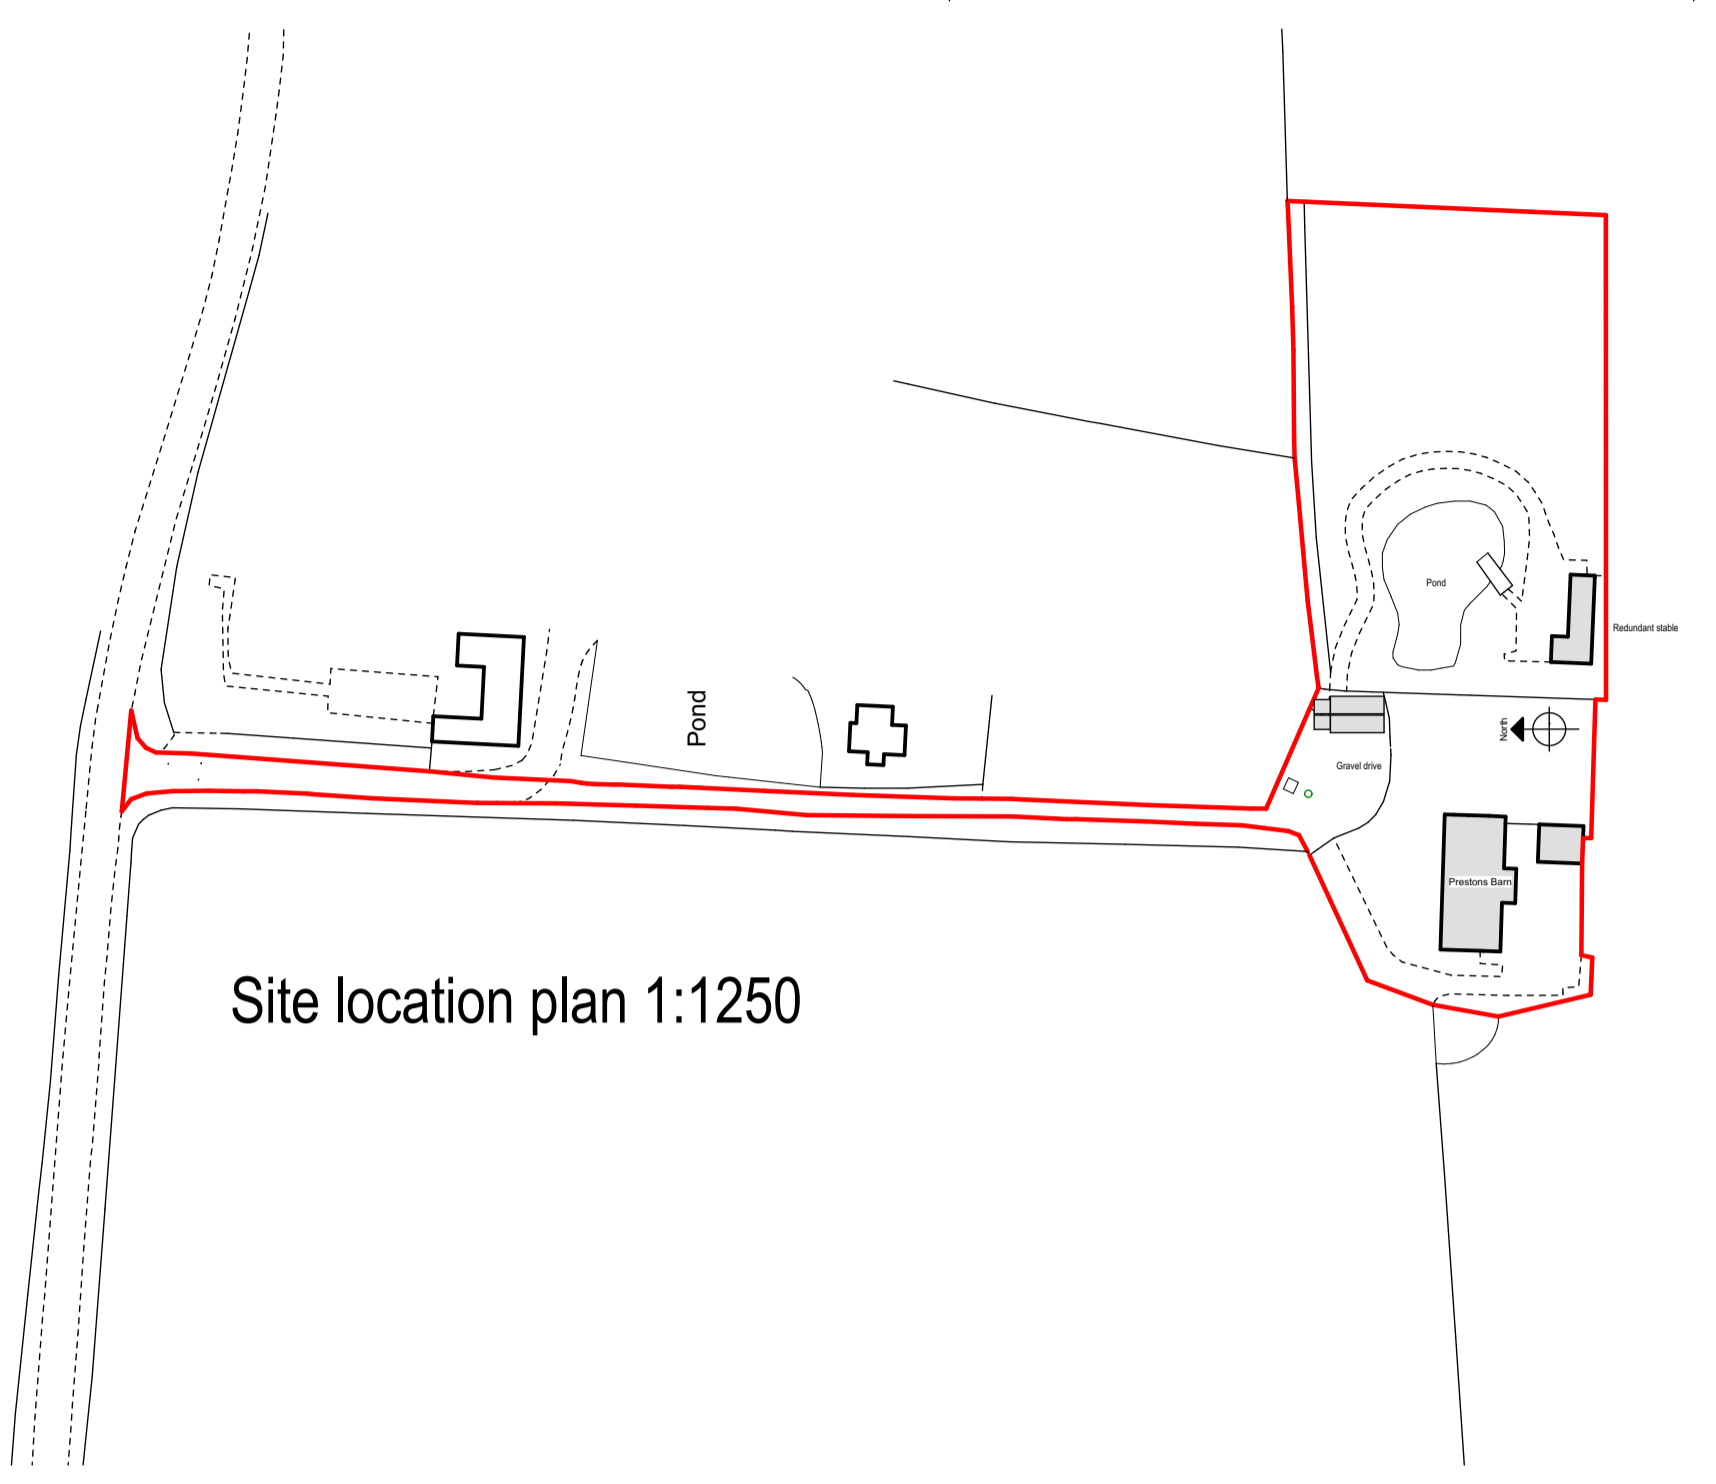 Pond
Redundant stable
Pond
North
Gravel drive
Prestons Barn
Site location plan 1:1250